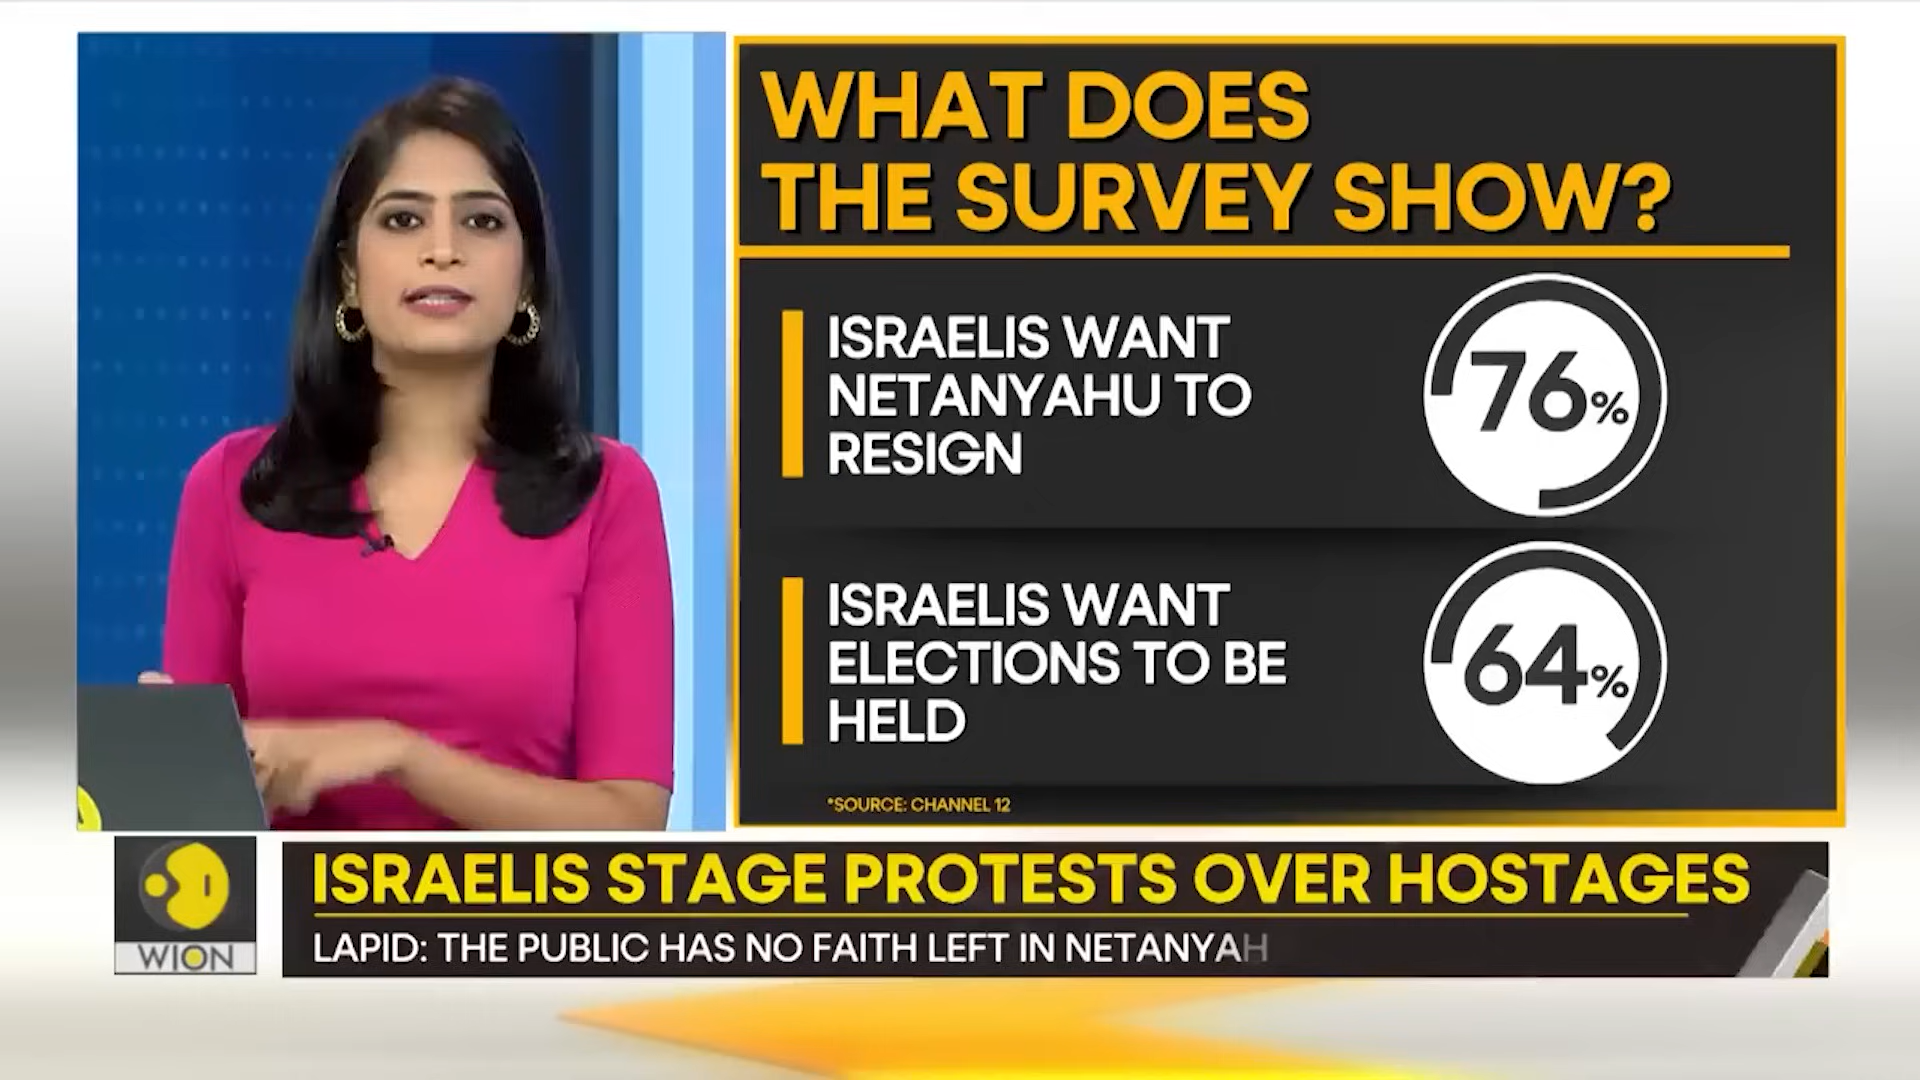 WHAT DOES
THE SURVEY SHOW?
ISRAELIS WANT
NETANYAHU TO
RESIGN
76%
ISRAELIS WANT
ELECTIONS TO BE
HELD
64%
*SOURCE: CHANNEL 12
ISRAELIS STAGE PROTESTS OVER HOSTAGES
LAPID: THE PUBLIC HAS NO FAITH LEFT IN NETANYAH
WION